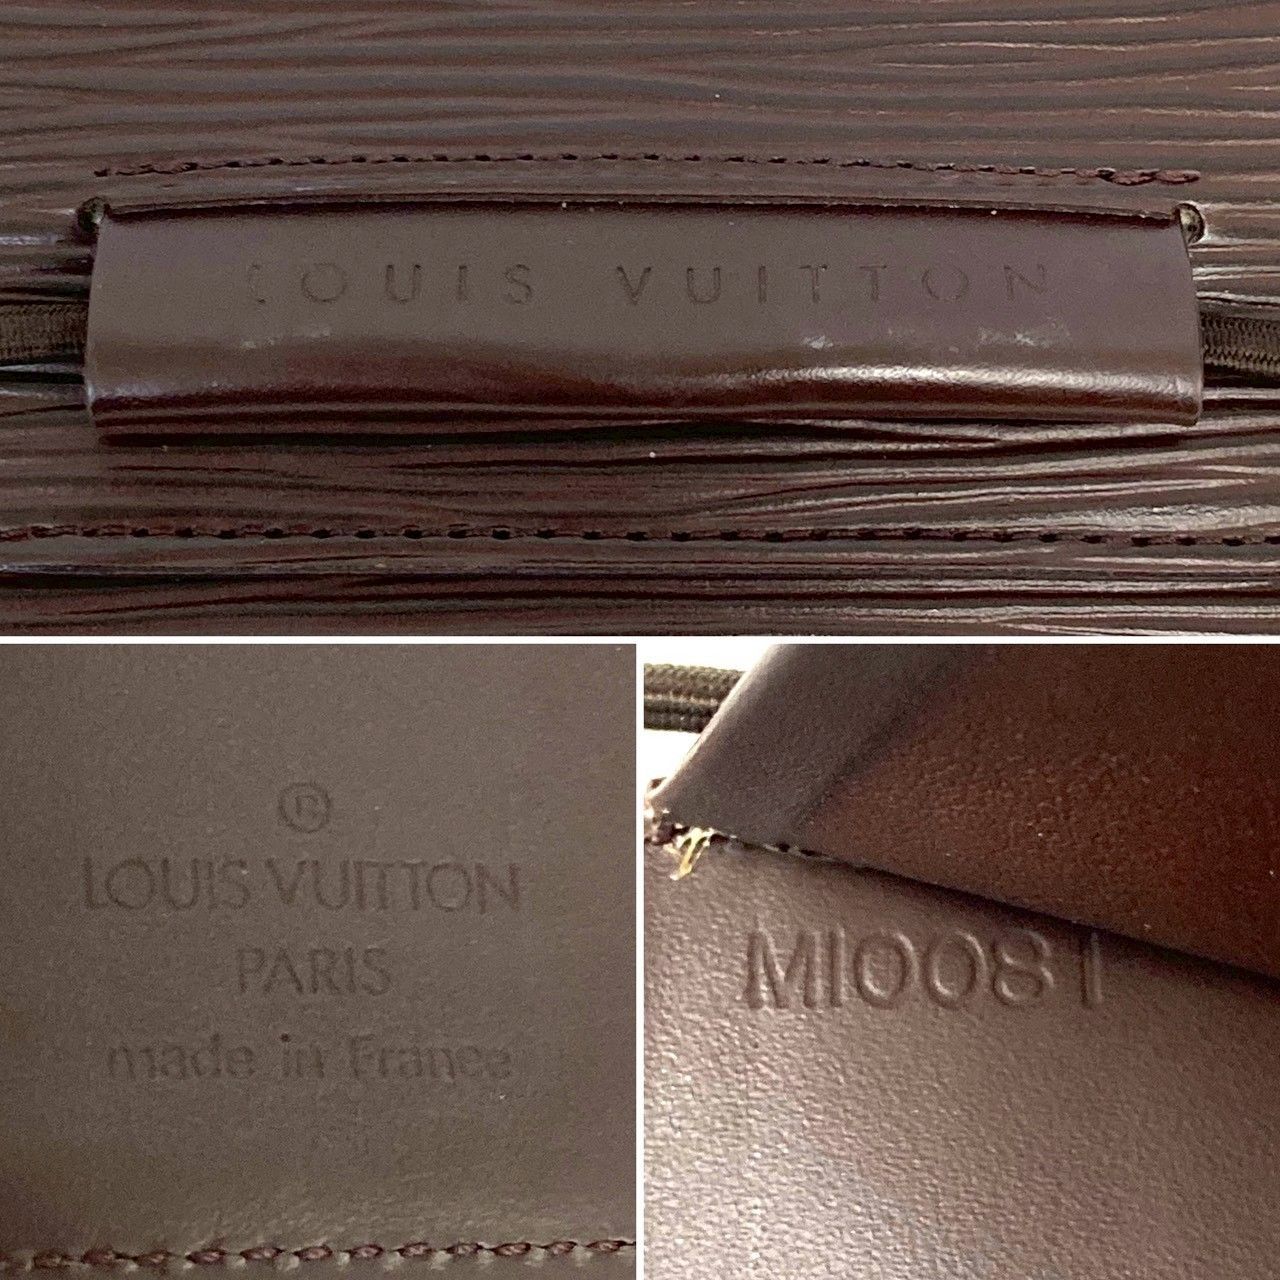 LOUIS VUITTON
®
LOUIS VUITTON
PARIS
made in France
MI0081